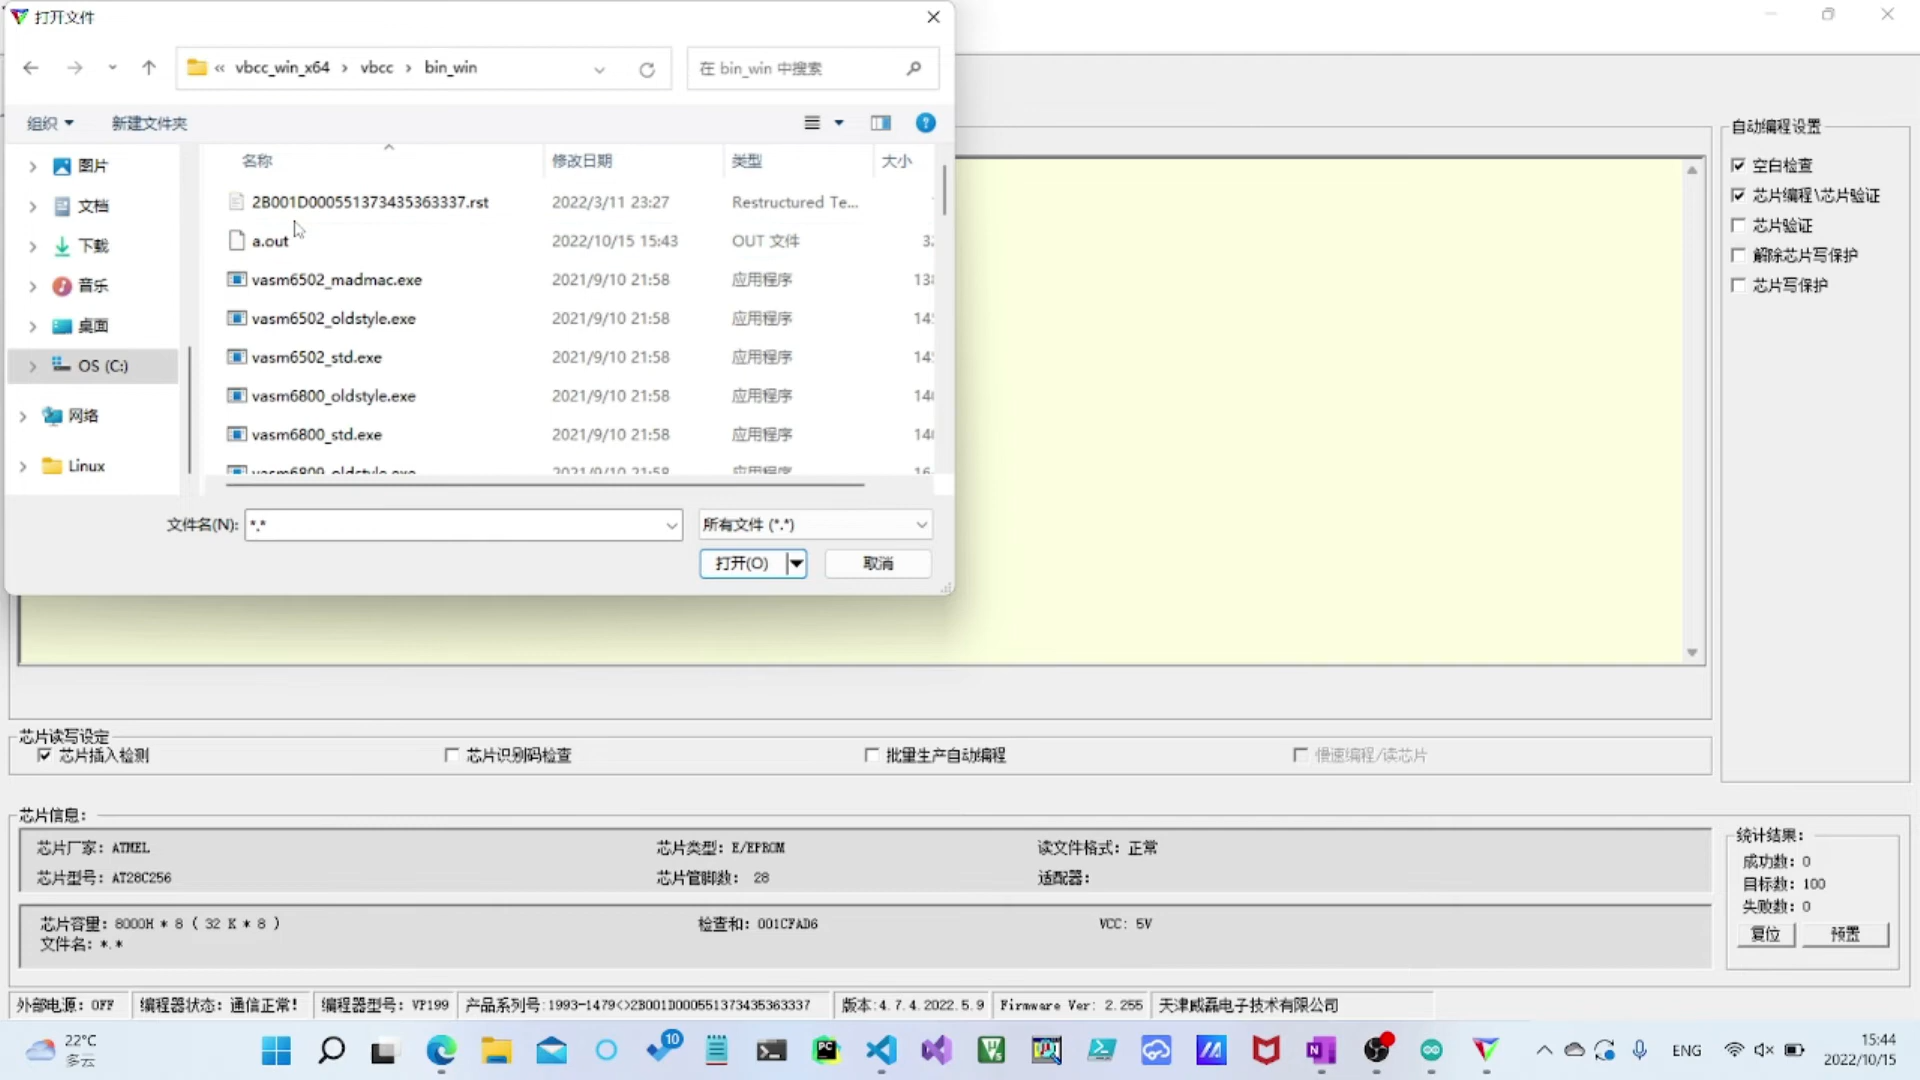 打开文件
« vbcc_win_x64 › vbcc › bin_win
在 bin_win 中搜索
组织
新建文件夹
图片
文档
下载
音乐
桌面
OS (C:)
网络
Linux
名称 修改日期 类型 大小
2B001D000551373435363337.rst 2022/3/11 23:27 Restructured Te...
a.out 2022/10/15 15:43 OUT 文件
vasm6502_madmac.exe 2021/9/10 21:58 应用程序
vasm6502_oldstyle.exe 2021/9/10 21:58 应用程序
vasm6502_std.exe 2021/9/10 21:58 应用程序
vasm6800_oldstyle.exe 2021/9/10 21:58 应用程序
vasm6800_std.exe 2021/9/10 21:58 应用程序
vasm6809_oldstyle.exe 2021/9/10 21:58 应用程序
文件名(N): *.*
所有文件 (*.*)
打开(O)
取消
自动编程设置
空白检查
芯片编程\芯片验证
芯片验证
解除芯片写保护
芯片写保护
芯片读写设定
芯片插入检测
芯片识别码检查
批量生产自动编程
慢速编程/读芯片
芯片信息:
芯片厂家: ATMEL 芯片类型: E/EPROM 读文件格式: 正常
芯片型号: AT28C256 芯片管脚数: 28 适配器:
芯片容量: 8000H * 8 ( 32 K * 8 ) 检查和: 001CFAD6 VCC: 5V
文件名: *.*
统计结果:
成功数: 0
目标数: 100
失败数: 0
复位 预置
外部电源: OFF 编程器状态: 通信正常! 编程器型号: VP199 产品系列号:1993-1479<>2B001D000551373435363337 版本:4.7.4.2022.5.9 Firmware Ver: 2.255 天津威磊电子技术有限公司
22°C
多云
10
PC
ENG
15:44
2022/10/15